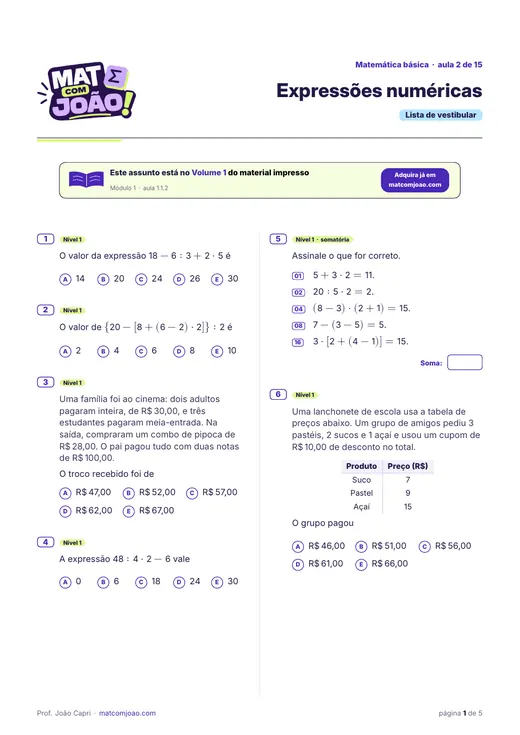 MAT Σ
COM
JOÃO!
Matemática básica · aula 2 de 15
Expressões numéricas
Lista de vestibular
Este assunto está no Volume 1 do material impresso
Módulo 1 · aula 1.1.2
Adquira já em
matcomjoao.com
1 Nível 1
O valor da expressão 18 − 6 : 3 + 2 · 5 é
A 14 B 20 C 24 D 26 E 30
2 Nível 1
O valor de {20 − [8 + (6 − 2) · 2]} : 2 é
A 2 B 4 C 6 D 8 E 10
3 Nível 1
Uma família foi ao cinema: dois adultos
pagaram inteira, de R$ 30,00, e três
estudantes pagaram meia-entrada. Na
saída, compraram um combo de pipoca de
R$ 28,00. O pai pagou tudo com duas notas
de R$ 100,00.
O troco recebido foi de
A R$ 47,00 B R$ 52,00 C R$ 57,00
D R$ 62,00 E R$ 67,00
4 Nível 1
A expressão 48 : 4 · 2 − 6 vale
A 0 B 6 C 18 D 24 E 30
5 Nível 1 · somatória
Assinale o que for correto.
01 5 + 3 · 2 = 11.
02 20 : 5 · 2 = 2.
04 (8 − 3) · (2 + 1) = 15.
08 7 − (3 − 5) = 5.
16 3 · [2 + (4 − 1)] = 15.
Soma:
6 Nível 1
Uma lanchonete de escola usa a tabela de
preços abaixo. Um grupo de amigos pediu 3
pastéis, 2 sucos e 1 açaí e usou um cupom de
R$ 10,00 de desconto no total.
Produto Preço (R$)
Suco 7
Pastel 9
Açaí 15
O grupo pagou
A R$ 46,00 B R$ 51,00 C R$ 56,00
D R$ 61,00 E R$ 66,00
Prof. João Capri · matcomjoao.com
página 1 de 5